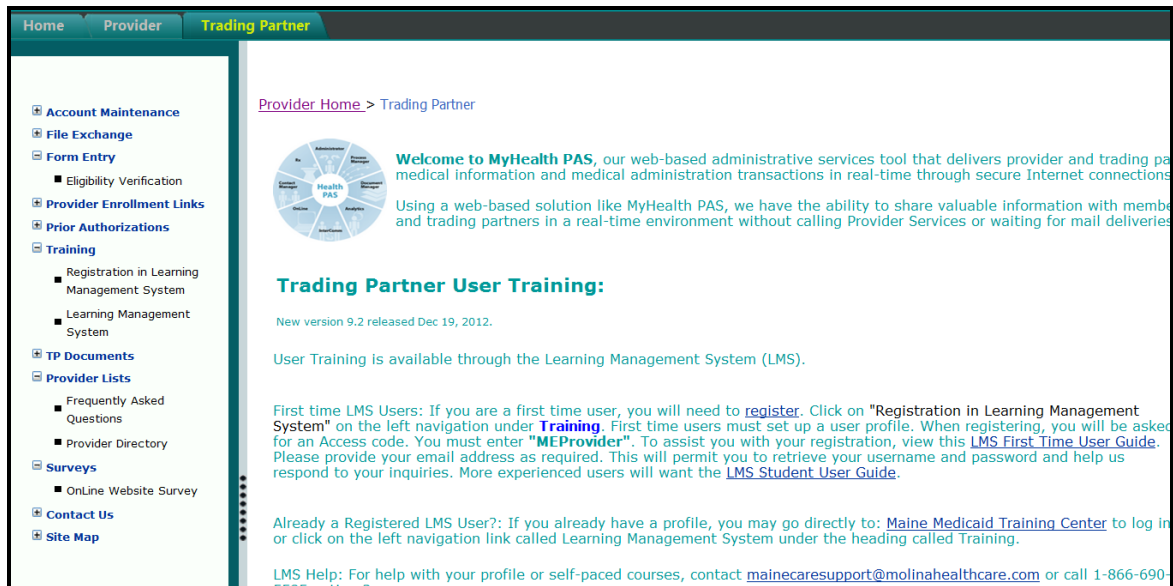 Home Provider Trading Partner
Account Maintenance
File Exchange
Form Entry
Eligibility Verification
Provider Enrollment Links
Prior Authorizations
Training
Registration in Learning
Management System
Learning Management
System
TP Documents
Provider Lists
Frequently Asked
Questions
Provider Directory
Surveys
OnLine Website Survey
Contact Us
Site Map
Provider Home > Trading Partner
Administrator
Process
Manager
Document
Manager
Analytics
InterComm
OnLine
Contact
Manager
Rx
Health
PAS
Welcome to MyHealth PAS, our web-based administrative services tool that delivers provider and trading pa
medical information and medical administration transactions in real-time through secure Internet connections
Using a web-based solution like MyHealth PAS, we have the ability to share valuable information with membe
and trading partners in a real-time environment without calling Provider Services or waiting for mail deliveries
Trading Partner User Training:
New version 9.2 released Dec 19, 2012.
User Training is available through the Learning Management System (LMS).
First time LMS Users: If you are a first time user, you will need to register. Click on "Registration in Learning Management
System" on the left navigation under Training. First time users must set up a user profile. When registering, you will be asked
for an Access code. You must enter "MEProvider". To assist you with your registration, view this LMS First Time User Guide.
Please provide your email address as required. This will permit you to retrieve your username and password and help us
respond to your inquiries. More experienced users will want the LMS Student User Guide.
Already a Registered LMS User?: If you already have a profile, you may go directly to: Maine Medicaid Training Center to log in
or click on the left navigation link called Learning Management System under the heading called Training.
LMS Help: For help with your profile or self-paced courses, contact mainecaresupport@molinahealthcare.com or call 1-866-690